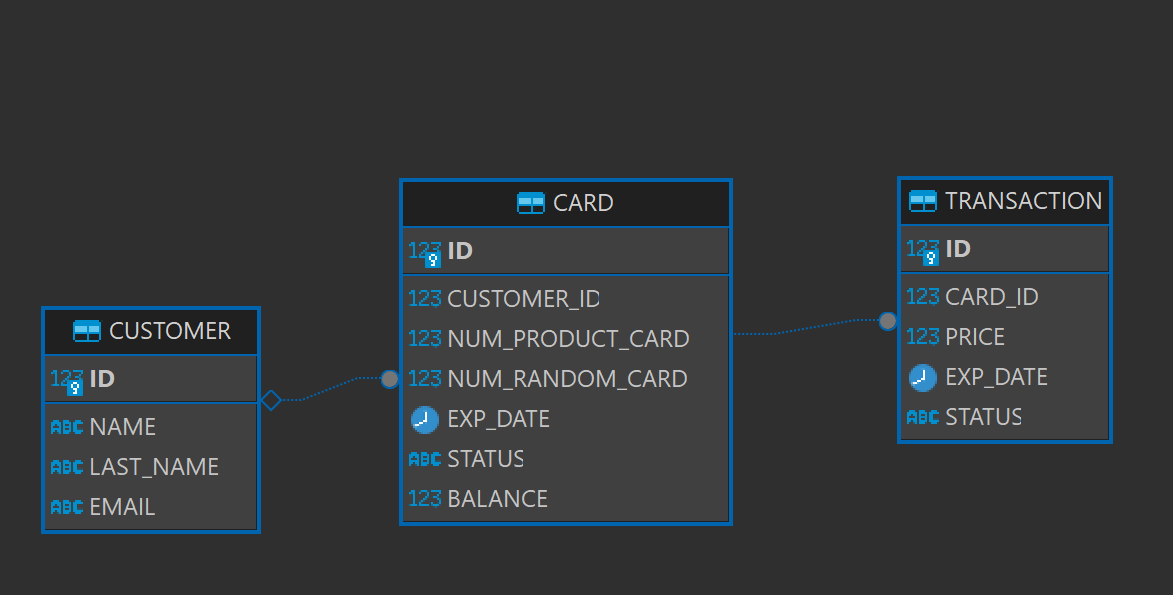 CUSTOMER
123 ID
ABC NAME
ABC LAST_NAME
ABC EMAIL
CARD
123 ID
123 CUSTOMER_ID
123 NUM_PRODUCT_CARD
123 NUM_RANDOM_CARD
EXP_DATE
ABC STATUS
123 BALANCE
TRANSACTION
123 ID
123 CARD_ID
123 PRICE
EXP_DATE
ABC STATUS